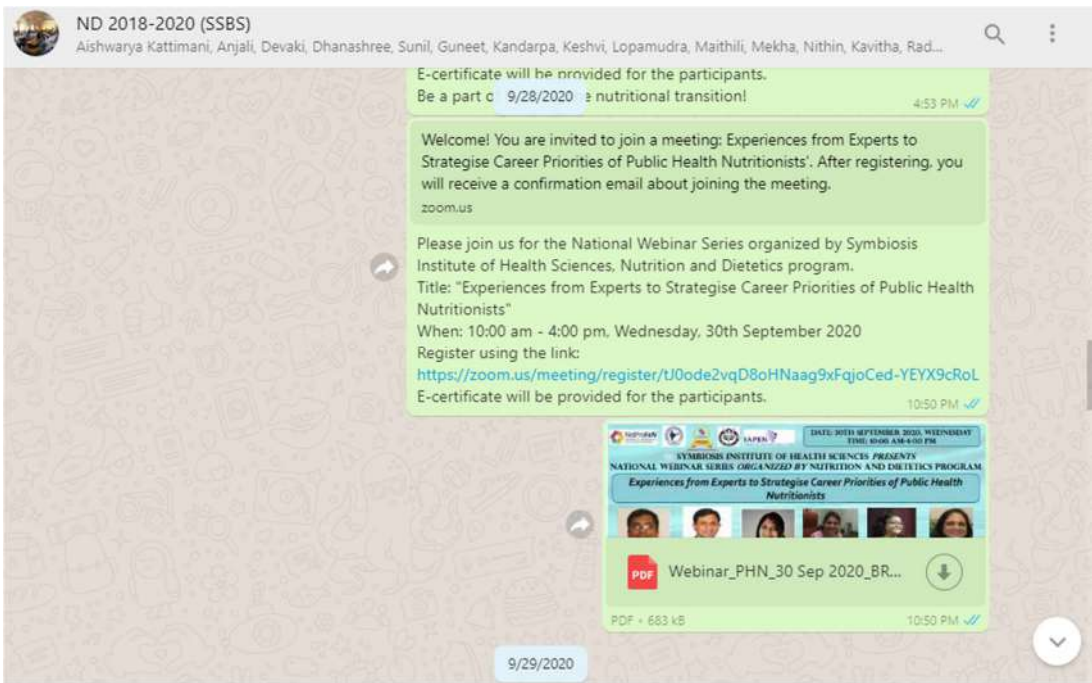 ND 2018-2020 (SSBS)
Aishwarya Kattimani, Anjali, Devaki, Dhanashree, Sunil, Guneet, Kandarpa, Keshvi, Lopamudra, Maithili, Mekha, Nithin, Kavitha, Rad...
E-certificate will be provided for the participants.
Be a part o 9/28/2020 e nutritional transition!
4:53 PM
Welcome! You are invited to join a meeting: Experiences from Experts to
Strategise Career Priorities of Public Health Nutritionists'. After registering, you
will receive a confirmation email about joining the meeting.
zoom.us
Please join us for the National Webinar Series organized by Symbiosis
Institute of Health Sciences, Nutrition and Dietetics program.
Title: "Experiences from Experts to Strategise Career Priorities of Public Health
Nutritionists"
When: 10:00 am - 4:00 pm, Wednesday, 30th September 2020
Register using the link:
https://zoom.us/meeting/register/tJ0ode2vqD8oHNaag9xFqjoCed-YEYX9cRoL
E-certificate will be provided for the participants.
10:50 PM
IAPEN
DATE: 30TH SEPTEMBER 2020, WEDNESDAY
TIME: 10:00 AM-4:00 PM
SYMBIOSIS INSTITUTE OF HEALTH SCIENCES PRESENTS
NATIONAL WEBINAR SERIES ORGANIZED BY NUTRITION AND DIETETICS PROGRAM
Experiences from Experts to Strategise Career Priorities of Public Health
Nutritionists
PDF
Webinar_PHN_30 Sep 2020_BR...
PDF • 683 kB
10:50 PM
9/29/2020